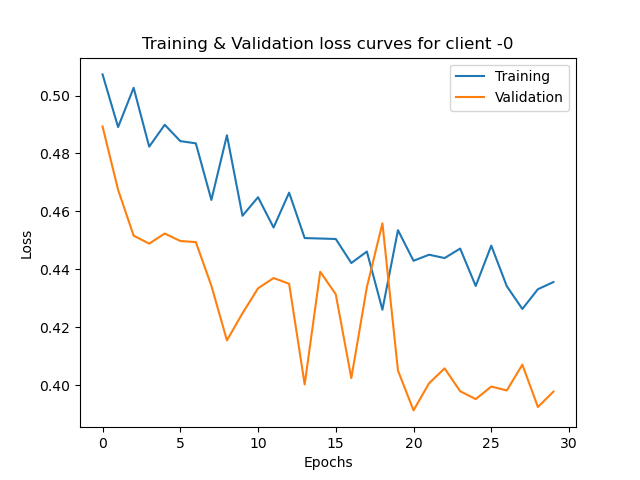 Training & Validation loss curves for client -0
Training
Validation
0.50
0.48
0.46
0.44
0.42
0.40
Loss
0
5
10
15
20
25
30
Epochs